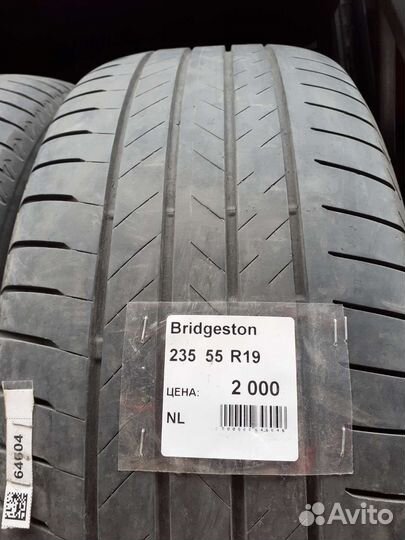 Bridgeston
235 55 R19
ЦЕНА: 2 000
NL
64604
Avito